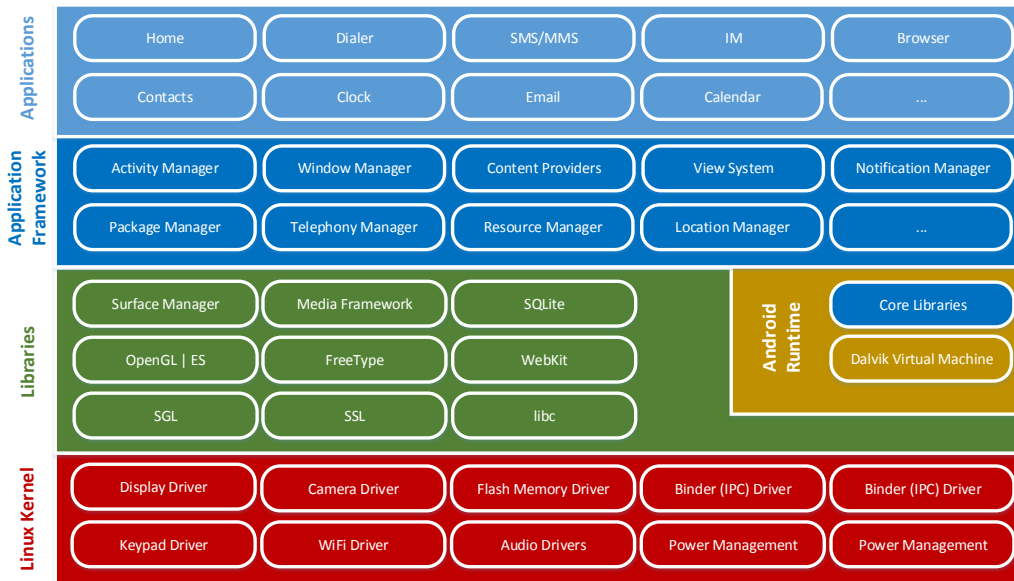 Applications
Home
Dialer
SMS/MMS
IM
Browser
Contacts
Clock
Email
Calendar
...
Application
Framework
Activity Manager
Window Manager
Content Providers
View System
Notification Manager
Package Manager
Telephony Manager
Resource Manager
Location Manager
...
Libraries
Surface Manager
Media Framework
SQLite
OpenGL | ES
FreeType
WebKit
SGL
SSL
libc
Android
Runtime
Core Libraries
Dalvik Virtual Machine
Linux Kernel
Display Driver
Camera Driver
Flash Memory Driver
Binder (IPC) Driver
Binder (IPC) Driver
Keypad Driver
WiFi Driver
Audio Drivers
Power Management
Power Management